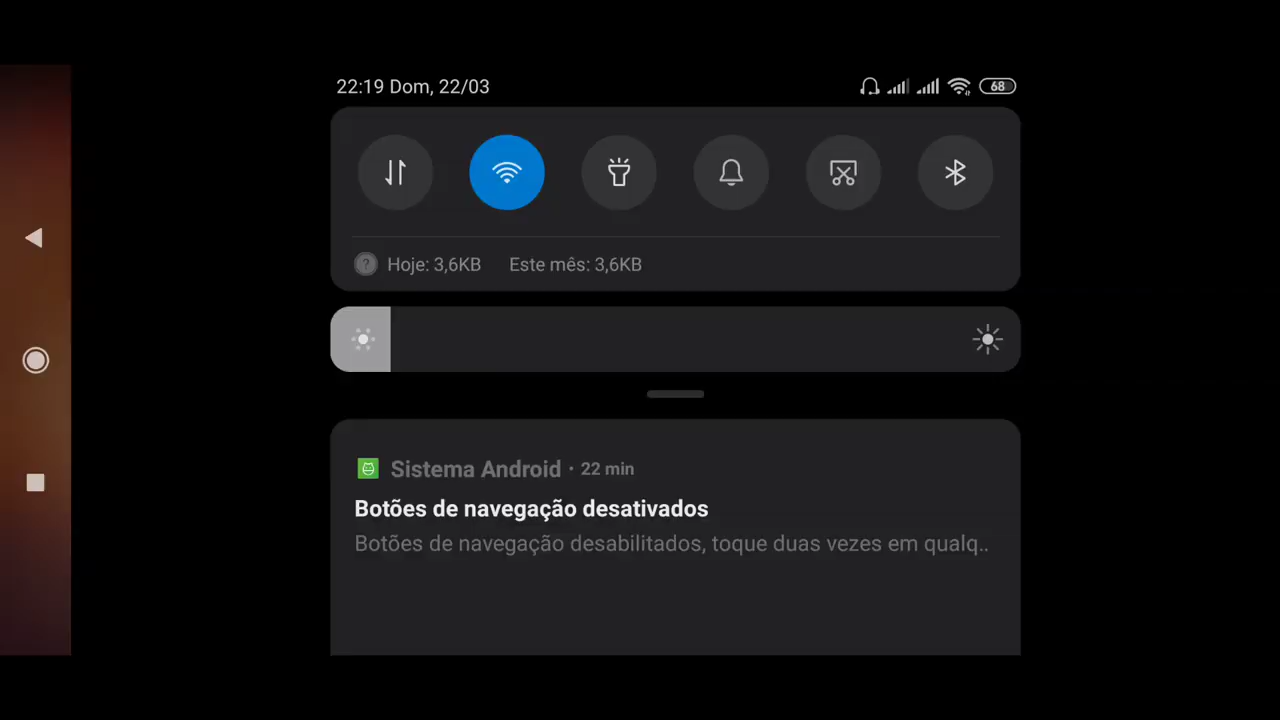 22:19 Dom, 22/03
68
Hoje: 3,6KB Este mês: 3,6KB
Sistema Android · 22 min
Botões de navegação desativados
Botões de navegação desabilitados, toque duas vezes em qualq..